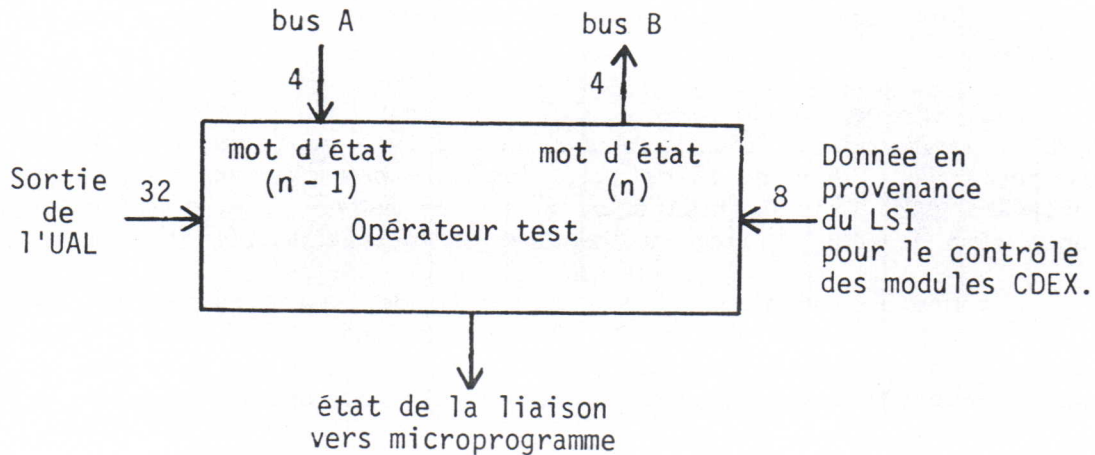 bus A
bus B
4
4
mot d'état
(n - 1)
mot d'état
(n)
Opérateur test
Sortie
de
l'UAL
32
8
Donnée en
provenance
du LSI
pour le contrôle
des modules CDEX.
état de la liaison
vers microprogramme